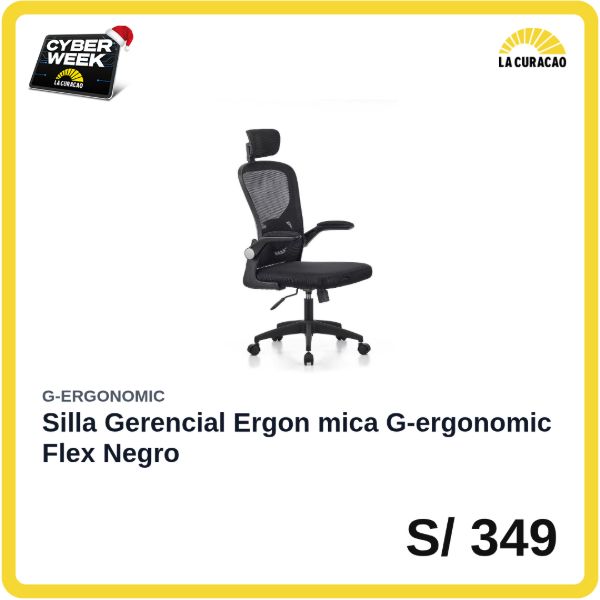 CYBER
WEEK
LA CURACAO
LA CURACAO
G-ERGONOMIC
Silla Gerencial Ergon mica G-ergonomic
Flex Negro
S/ 349